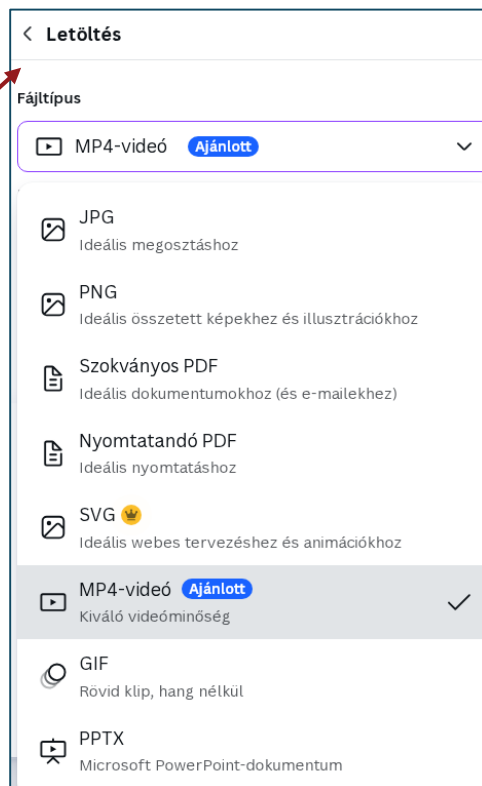 Letöltés
Fájltípus
MP4-videó Ajánlott
JPG
Ideális megosztáshoz
PNG
Ideális összetett képekhez és illusztrációkhoz
Szokványos PDF
Ideális dokumentumokhoz (és e-mailekhez)
Nyomtatandó PDF
Ideális nyomtatáshoz
SVG
Ideális webes tervezéshez és animációkhoz
MP4-videó Ajánlott
Kiváló videóminőség
GIF
Rövid klip, hang nélkül
PPTX
Microsoft PowerPoint-dokumentum